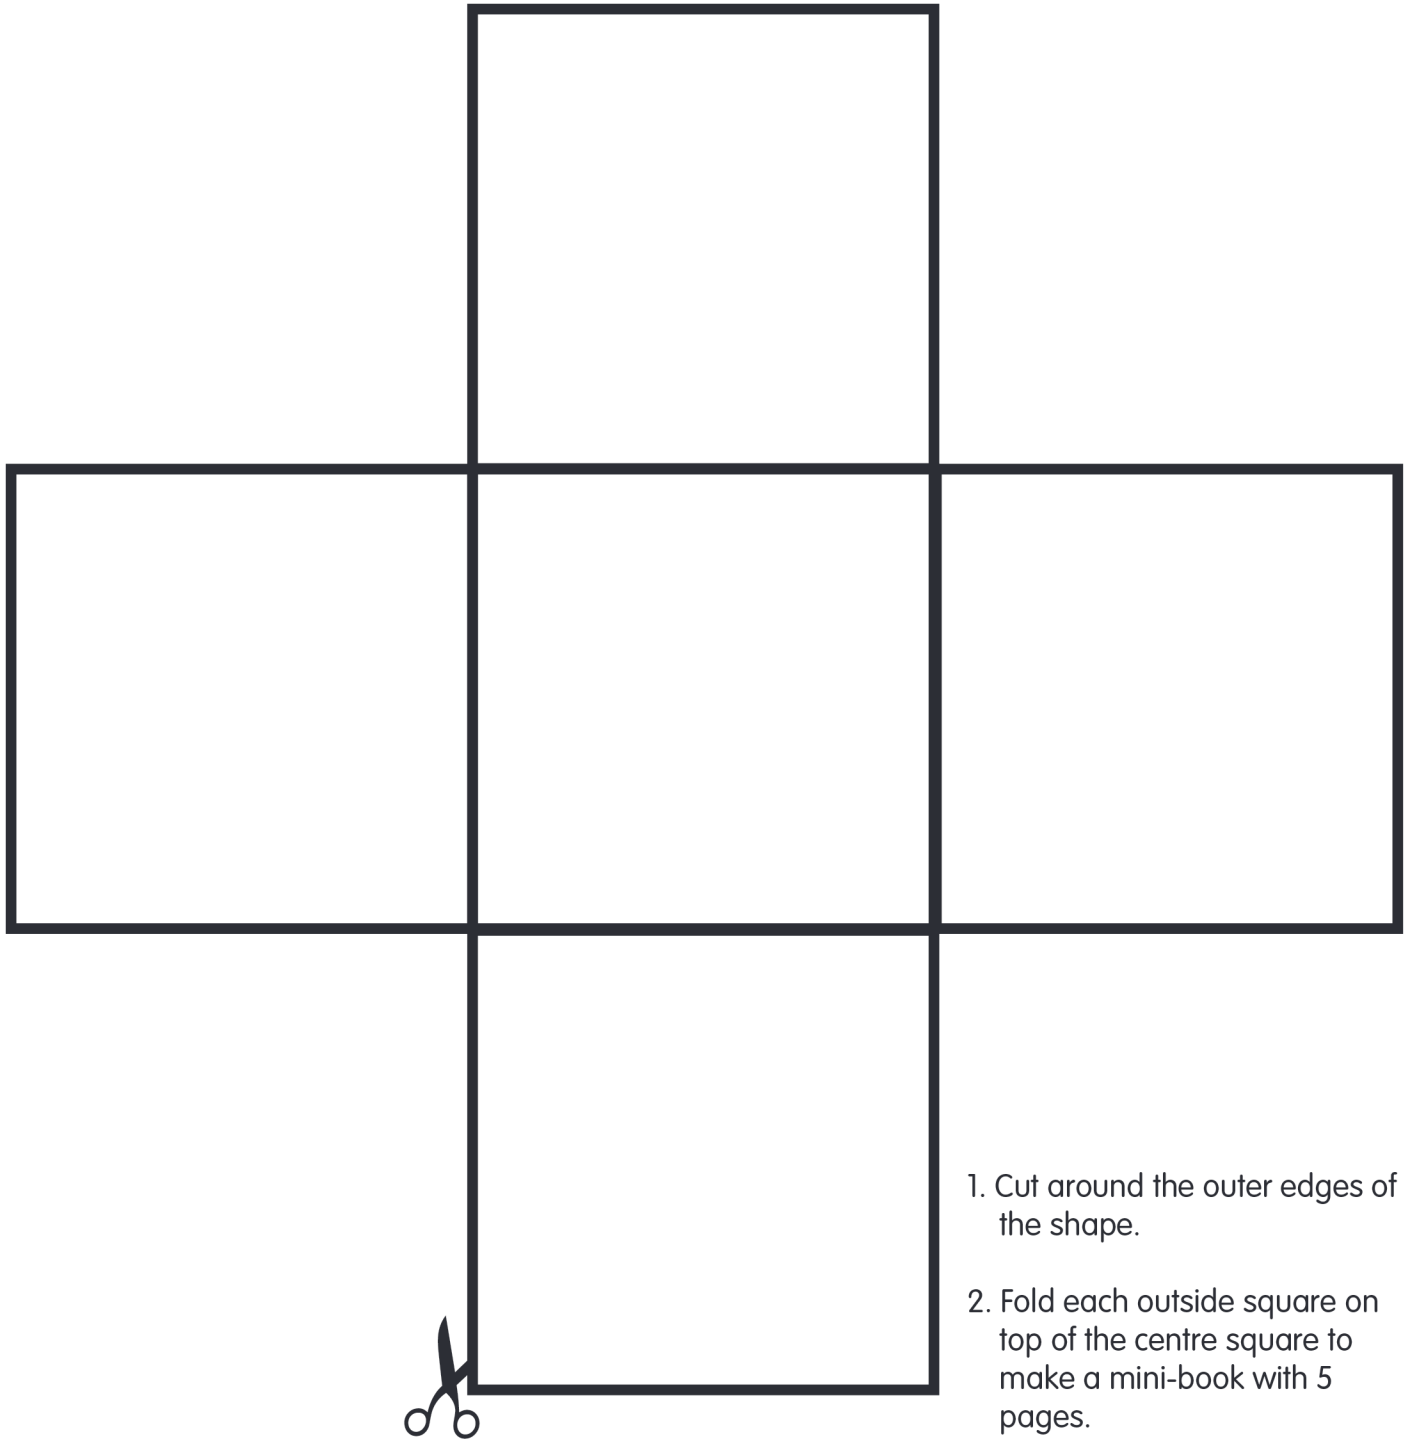 1. Cut around the outer edges of
the shape.
2. Fold each outside square on
top of the centre square to
make a mini-book with 5
pages.